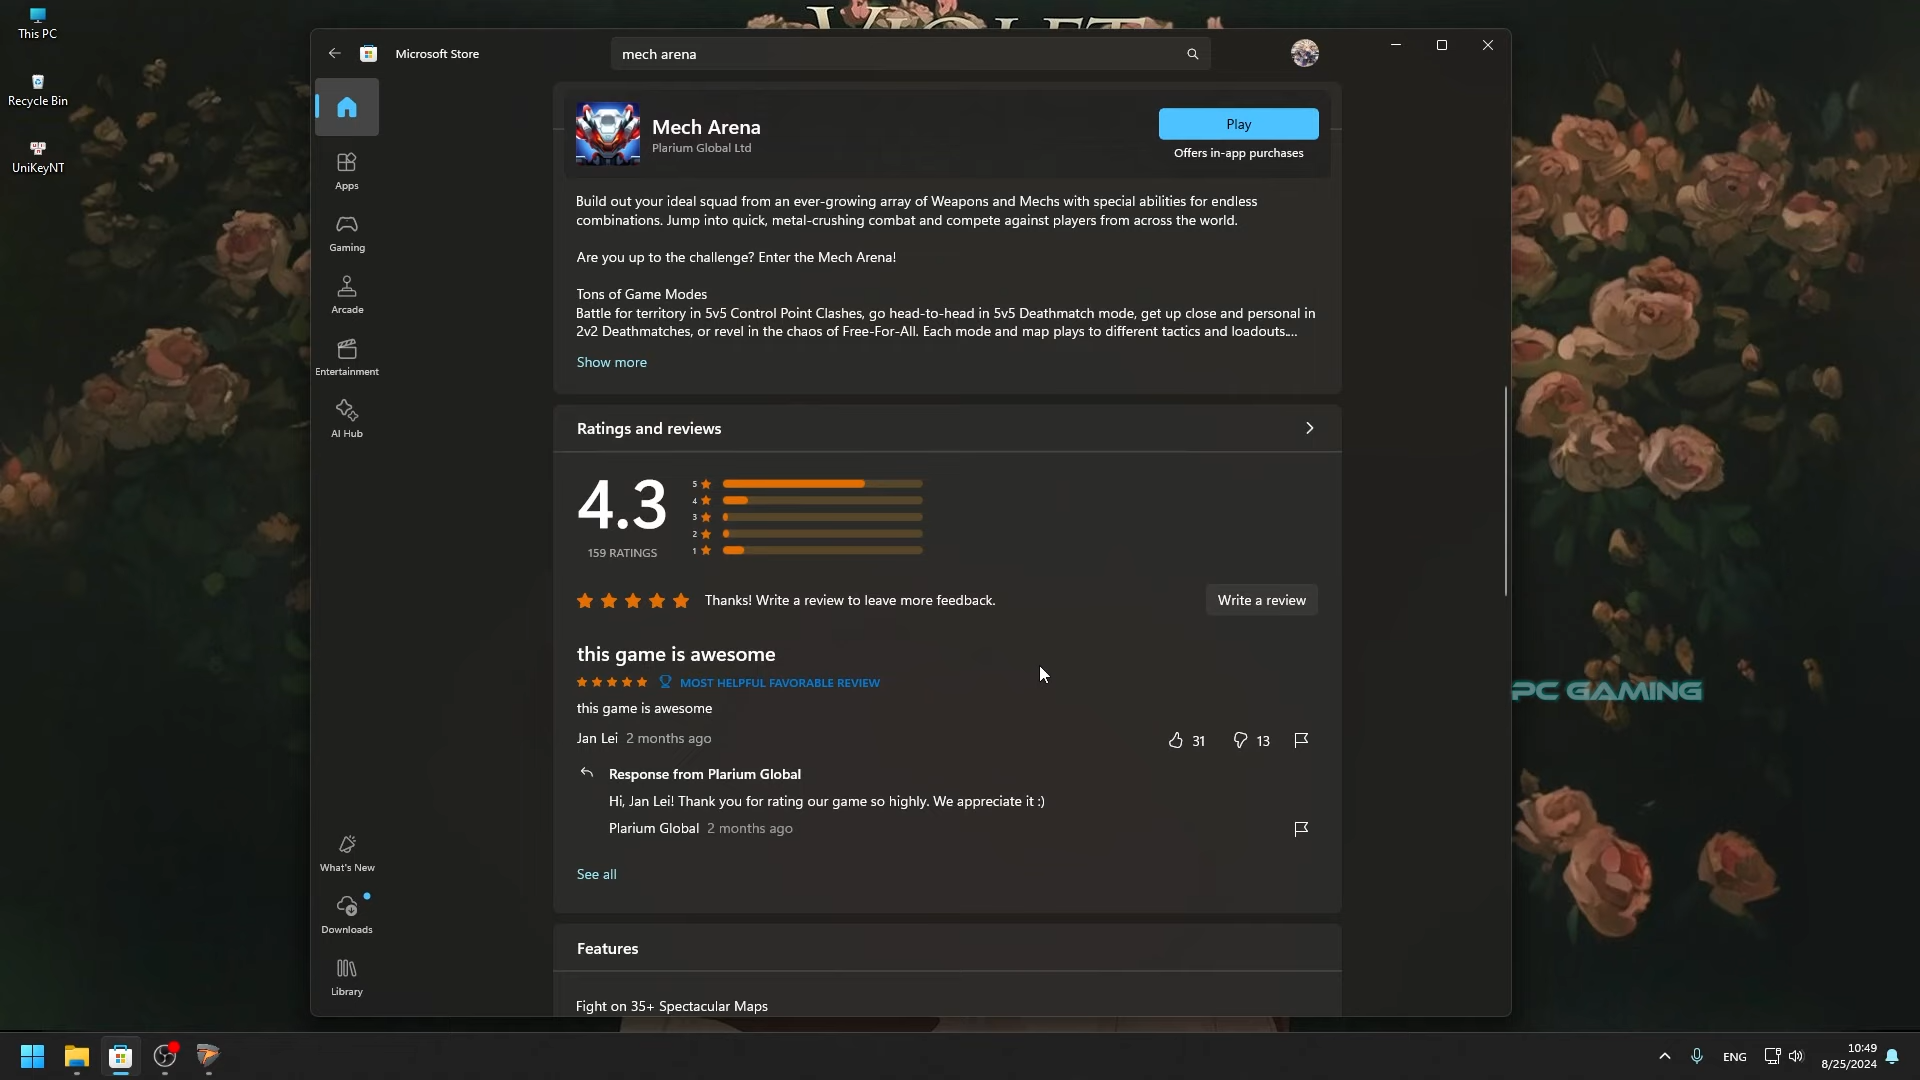 VIOLET
This PC
Recycle Bin
UniKeyNT
Microsoft Store
mech arena
Apps
Gaming
Arcade
Entertainment
AI Hub
What's New
Downloads
Library
Mech Arena
Plarium Global Ltd
Play
Offers in-app purchases
Build out your ideal squad from an ever-growing array of Weapons and Mechs with special abilities for endless
combinations. Jump into quick, metal-crushing combat and compete against players from across the world.
Are you up to the challenge? Enter the Mech Arena!
Tons of Game Modes
Battle for territory in 5v5 Control Point Clashes, go head-to-head in 5v5 Deathmatch mode, get up close and personal in
2v2 Deathmatches, or revel in the chaos of Free-For-All. Each mode and map plays to different tactics and loadouts....
Show more
Ratings and reviews
4.3
159 RATINGS
5
4
3
2
1
Thanks! Write a review to leave more feedback.
Write a review
this game is awesome
MOST HELPFUL FAVORABLE REVIEW
this game is awesome
Jan Lei 2 months ago
31
13
Response from Plarium Global
Hi, Jan Lei! Thank you for rating our game so highly. We appreciate it :)
Plarium Global 2 months ago
See all
Features
Fight on 35+ Spectacular Maps
PC GAMING
ENG
10:49
8/25/2024